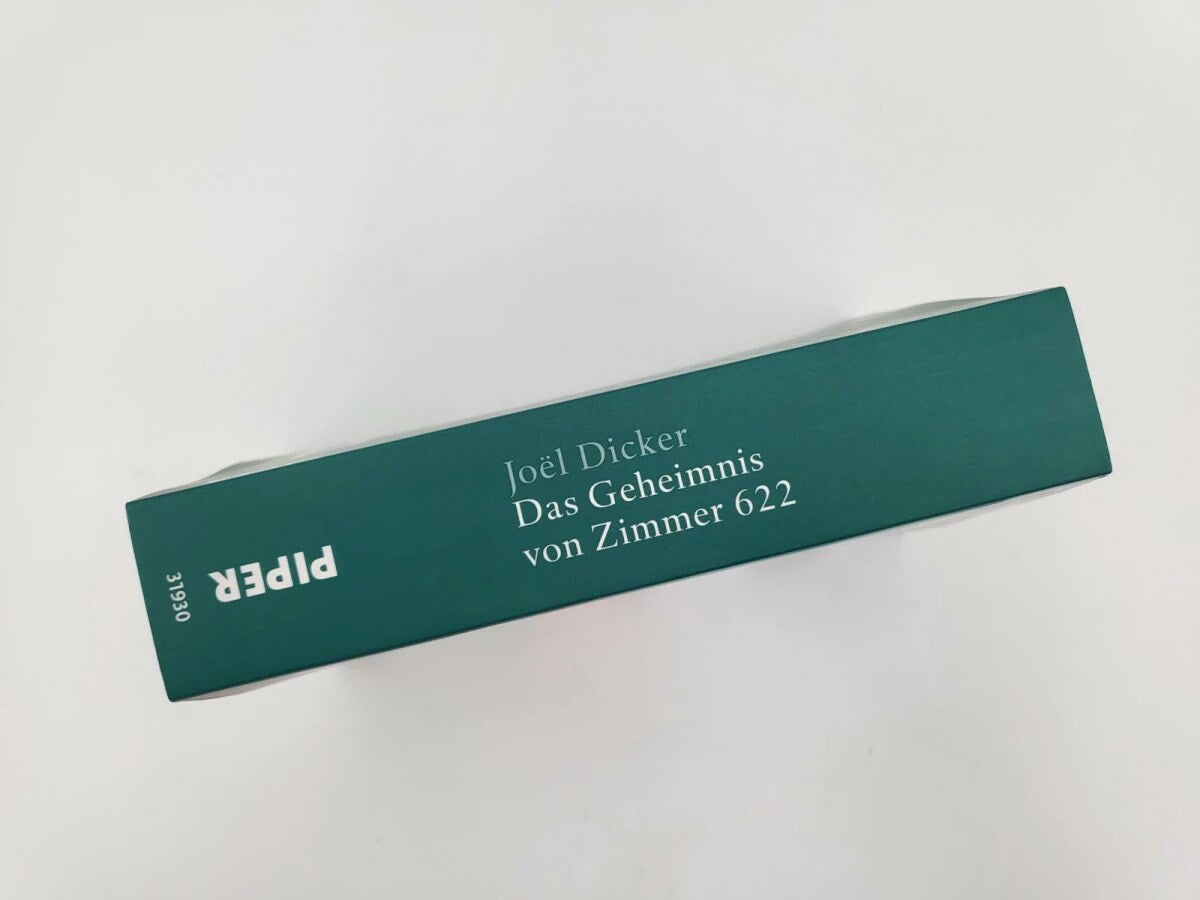 Joël Dicker
Das Geheimnis
von Zimmer 622
PIPER
31930